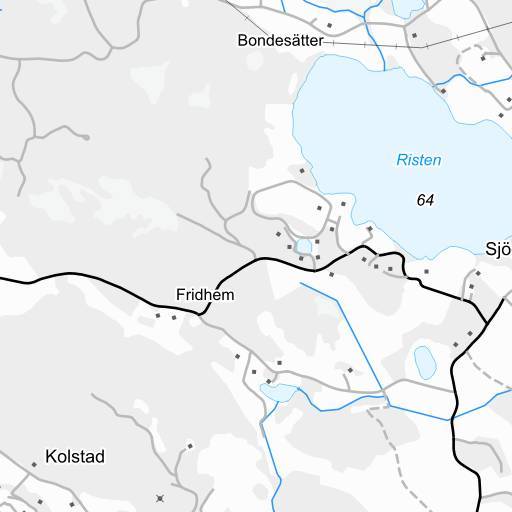 Bondesätter
Risten
64
Sjö
Fridhem
Kolstad